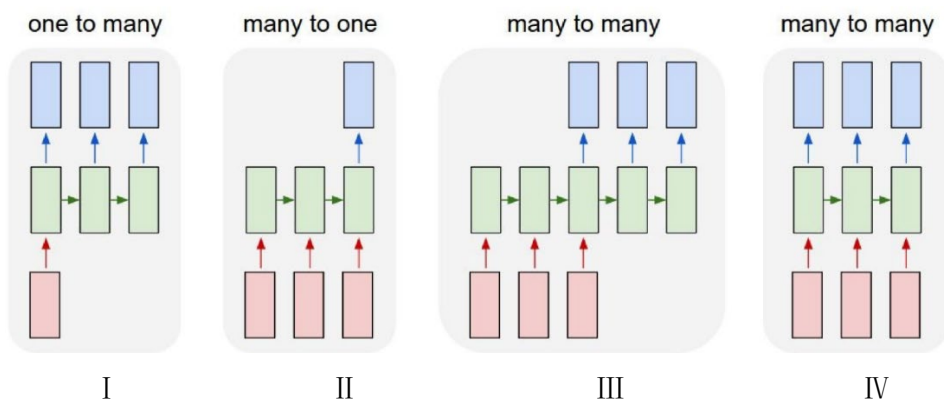 one to many
many to one
many to many
many to many
I
II
III
IV